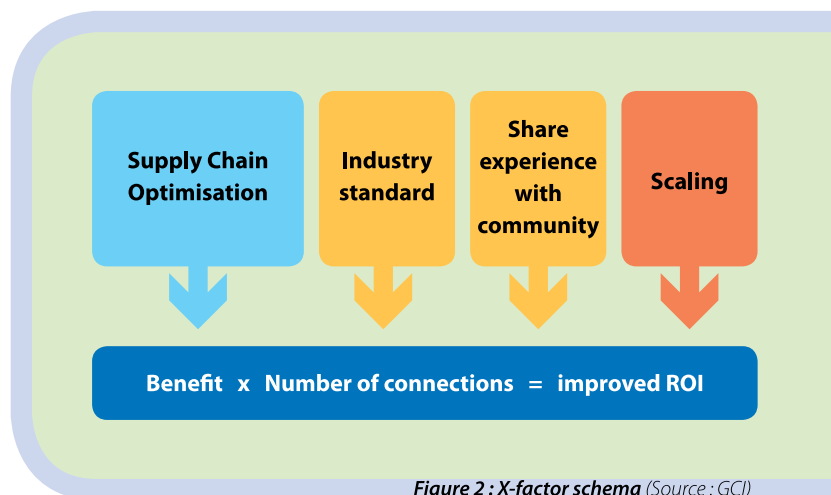 Supply Chain
Optimisation
Industry
standard
Share
experience
with
community
Scaling
Benefit x Number of connections = improved ROI
Figure 2 : X-factor schema (Source : GCI)